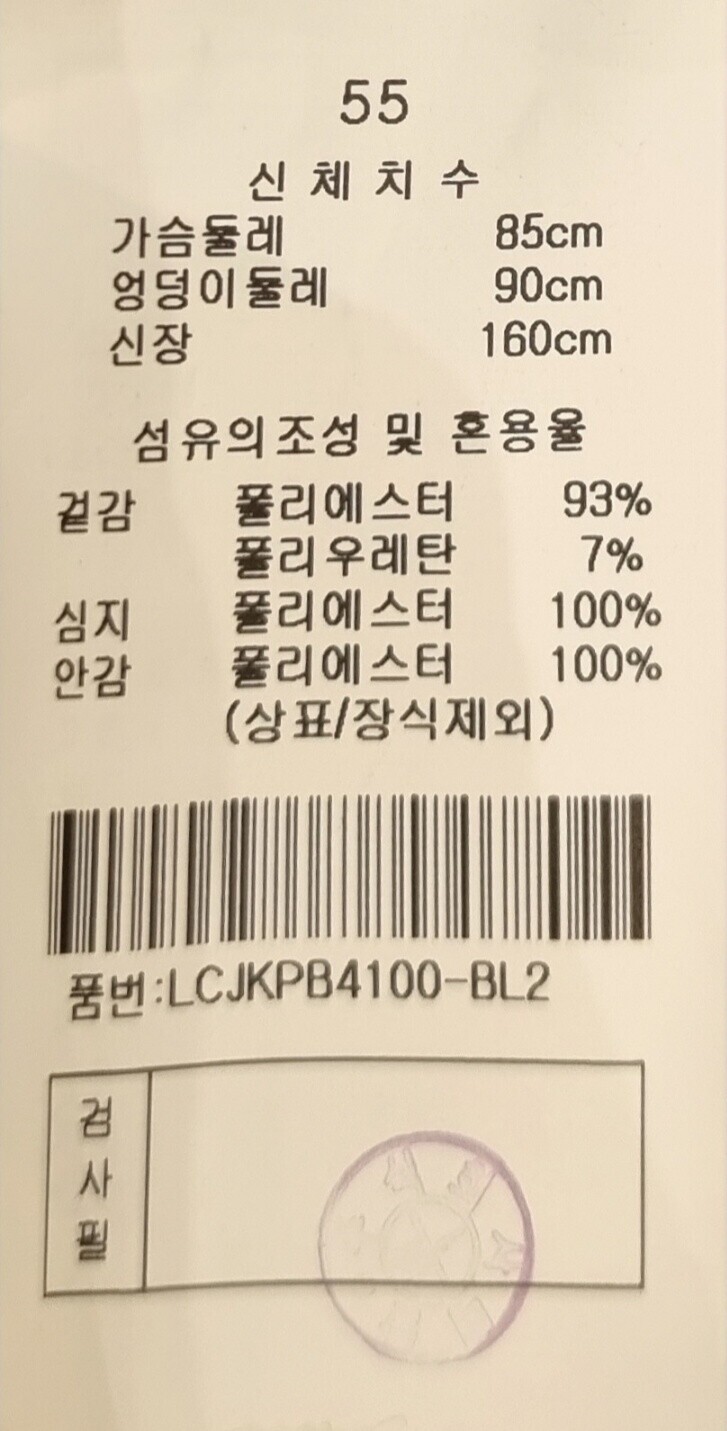 55
신체치수
가슴둘레 85cm
엉덩이둘레 90cm
신장 160cm
섬유의조성 및 혼용율
겉감 폴리에스터 93%
폴리우레탄 7%
심지 폴리에스터 100%
안감 폴리에스터 100%
(상표/장식제외)
품번:LCJKPB4100-BL2
검사필